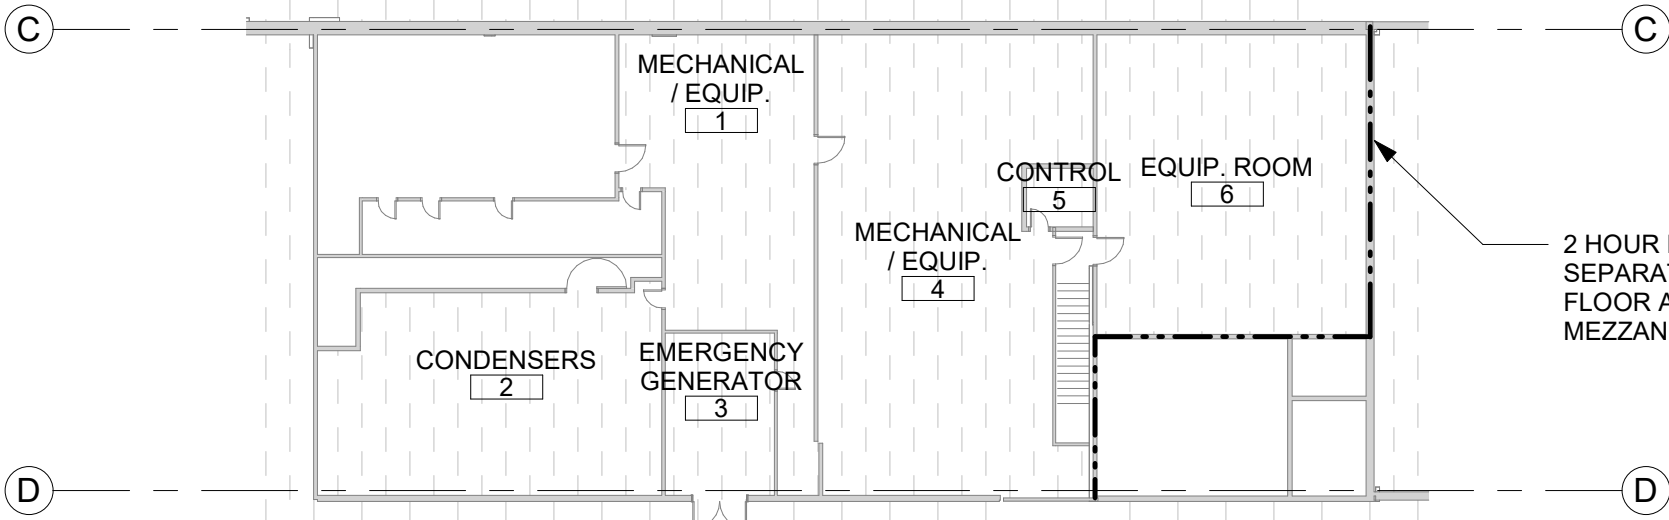 C
C
MECHANICAL
/ EQUIP.
1
CONTROL
5
EQUIP. ROOM
6
MECHANICAL
/ EQUIP.
4
2 HOUR
SEPARAT
FLOOR A
MEZZAN
CONDENSERS
2
EMERGENCY
GENERATOR
3
D
D